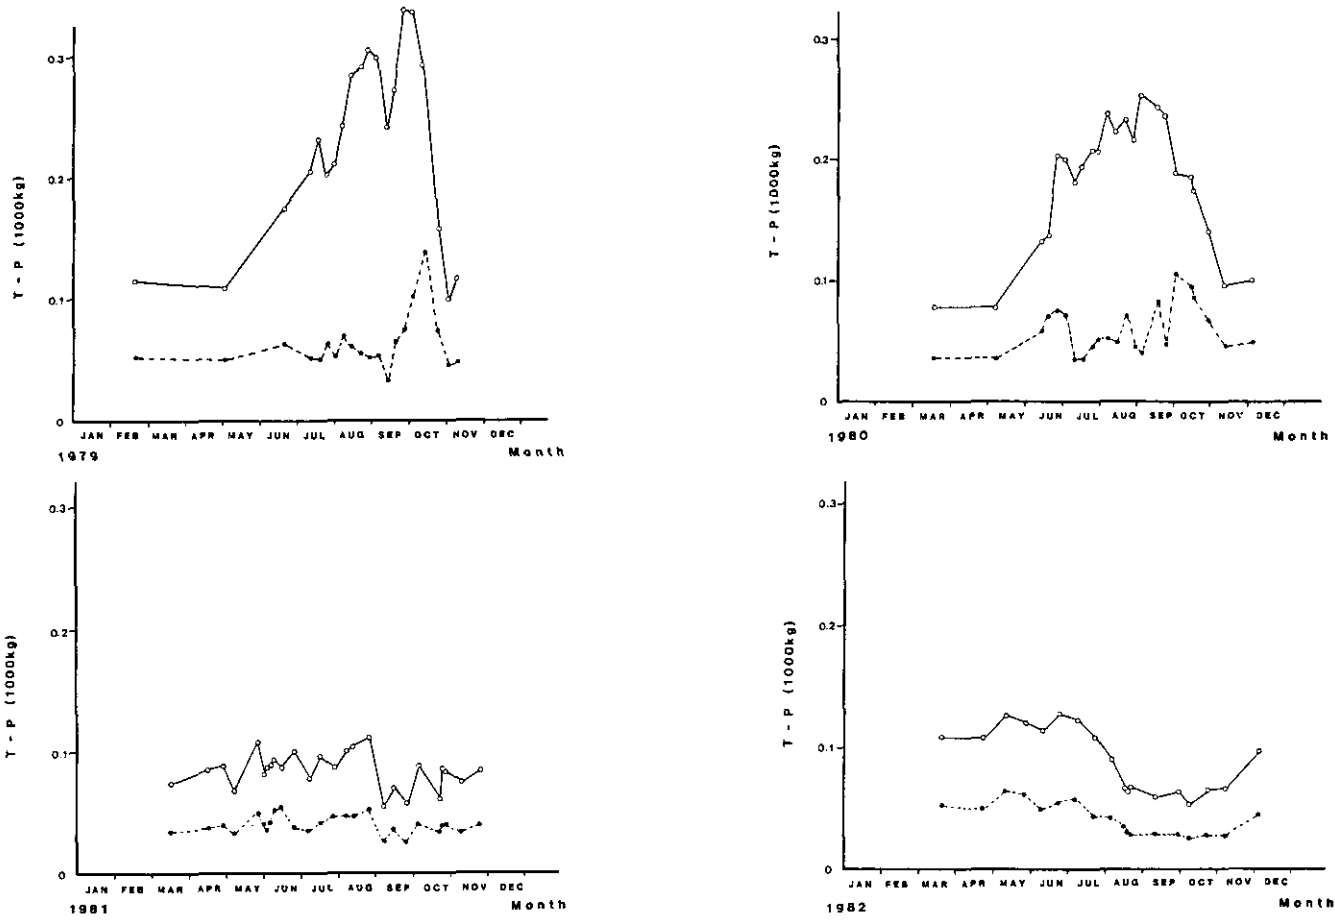 0.3
0.2
0.1
0
T - P (1000kg)
JAN FEB MAR APR MAY JUN JUL AUG SEP OCT NOV DEC
1979 Month
0.3
0.2
0.1
0
T - P (1000kg)
JAN FEB MAR APR MAY JUN JUL AUG SEP OCT NOV DEC
1980 Month
0.3
0.2
0.1
0
T - P (1000kg)
JAN FEB MAR APR MAY JUN JUL AUG SEP OCT NOV DEC
1981 Month
0.3
0.2
0.1
0
T - P (1000kg)
JAN FEB MAR APR MAY JUN JUL AUG SEP OCT NOV DEC
1982 Month